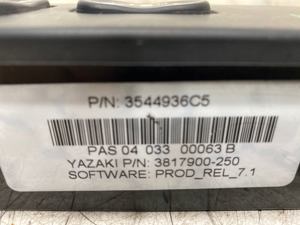 P/N: 3544936C5
PAS 04 033 00063 B
YAZAKI P/N: 3817900-250
SOFTWARE: PROD_REL_7.1